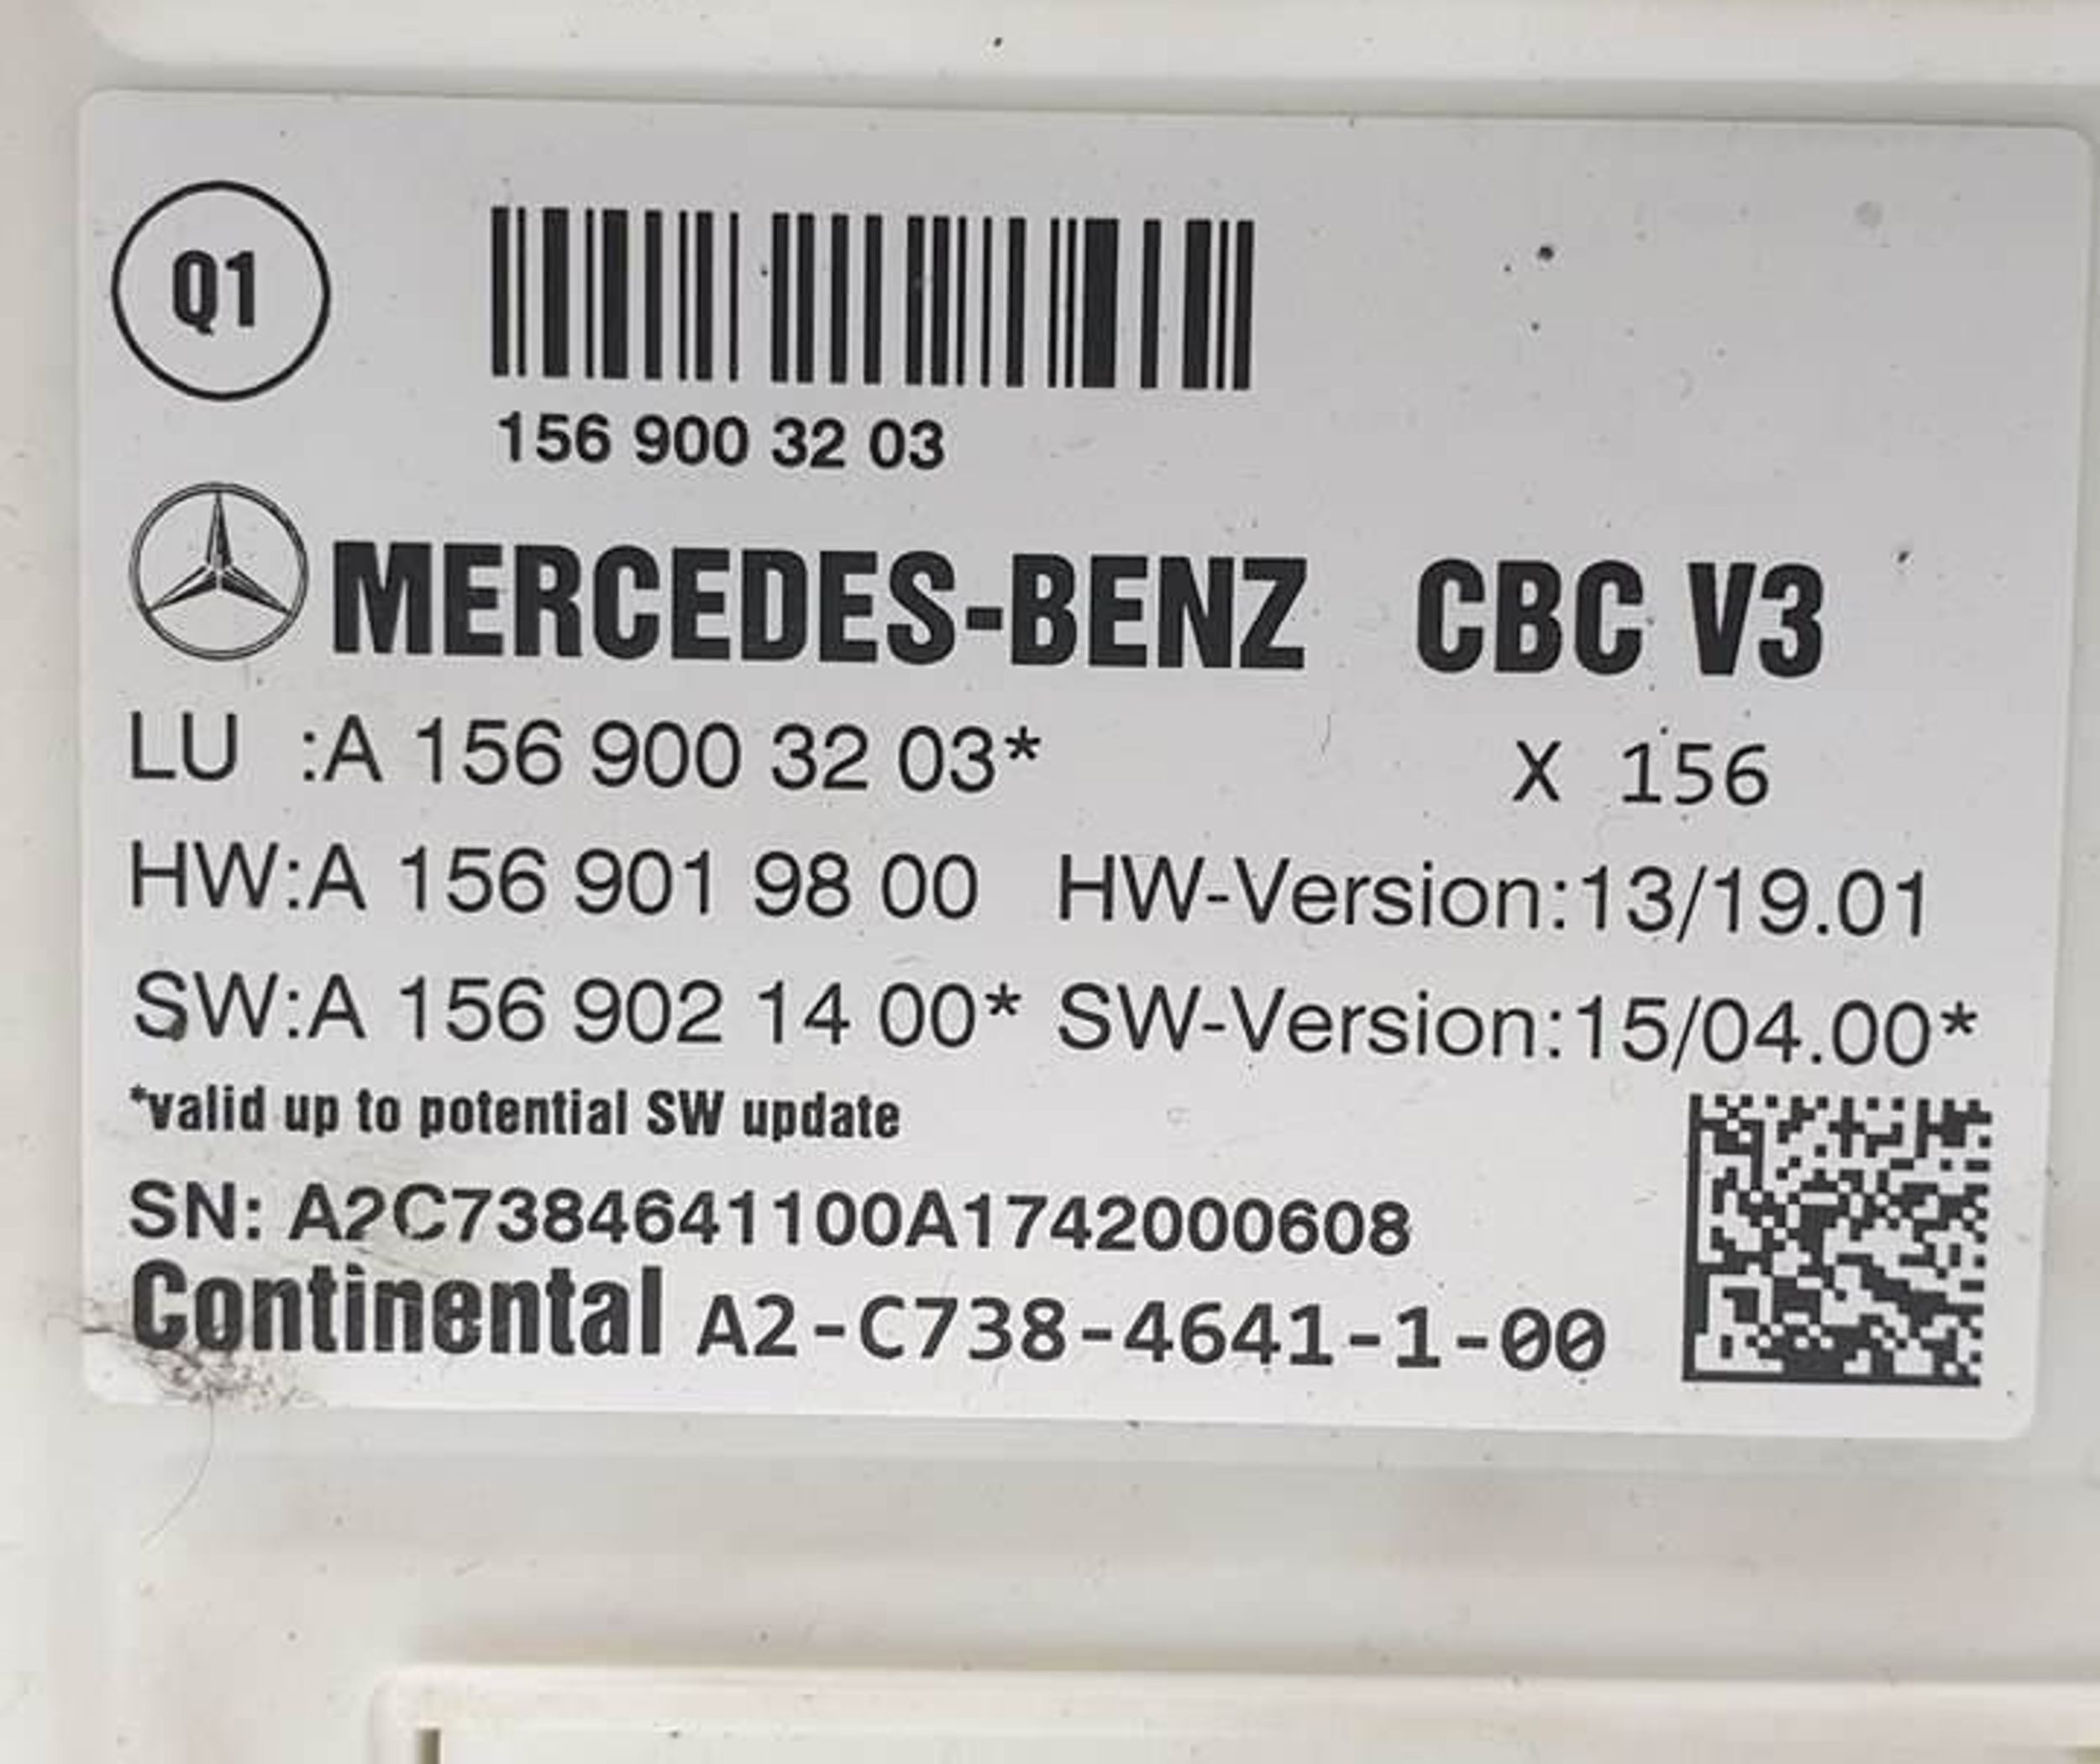 Q1
156 900 32 03
MERCEDES-BENZ CBC V3
LU :A 156 900 32 03* X 156
HW:A 156 901 98 00 HW-Version:13/19.01
SW:A 156 902 14 00* SW-Version:15/04.00*
*valid up to potential SW update
SN: A2C7384641100A1742000608
Continental A2-C738-4641-1-00